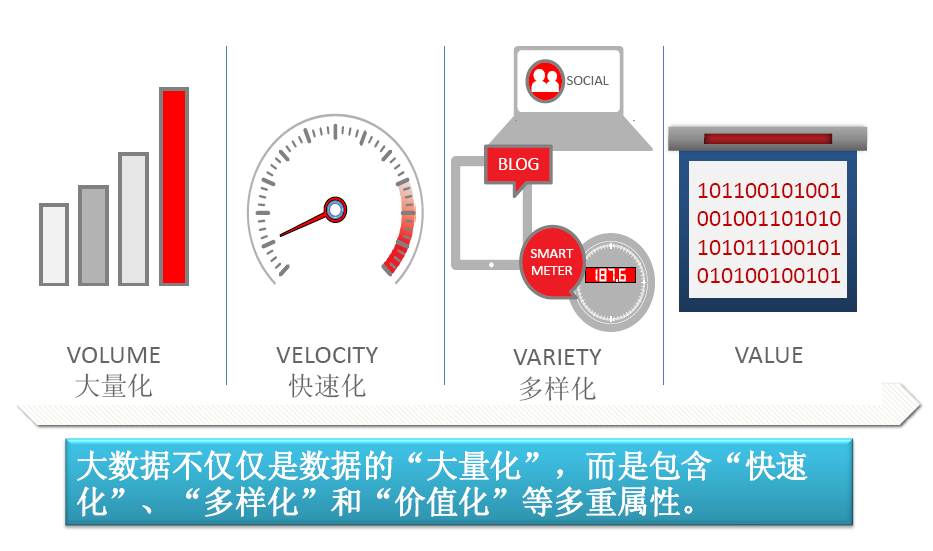 SOCIAL
BLOG
SMART
METER
187.6
101100101001
001001101010
101011100101
010100100101
VOLUME
大量化
VELOCITY
快速化
VARIETY
多样化
VALUE
大数据不仅仅是数据的“大量化”，而是包含“快速
化”、“多样化”和“价值化”等多重属性。